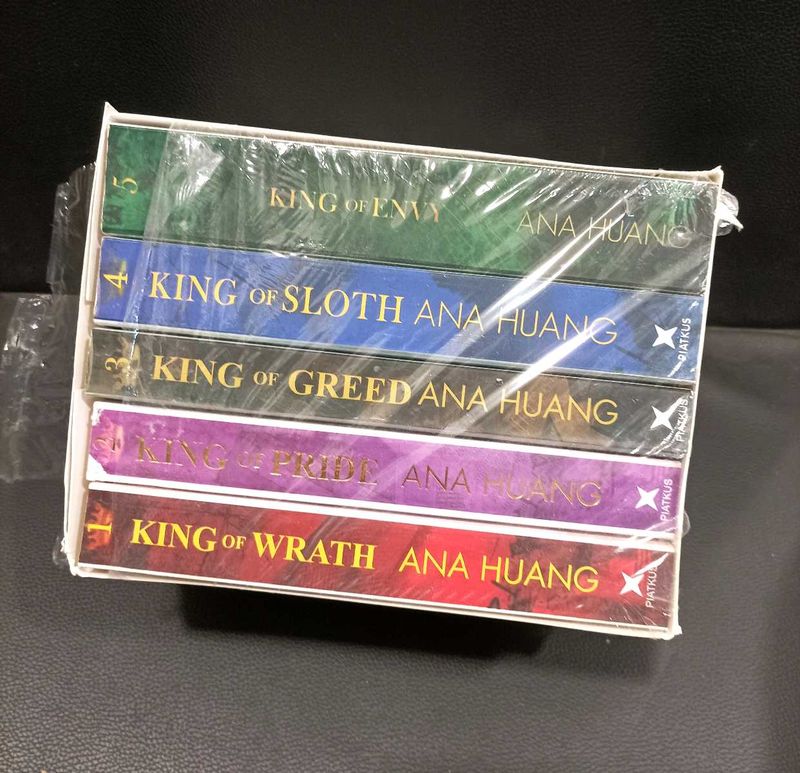 5 KING OF ENVY ANA HUANG
4 KING OF SLOTH ANA HUANG PIATKUS
3 KING OF GREED ANA HUANG PIATKUS
2 KING OF PRIDE ANA HUANG PIATKUS
1 KING OF WRATH ANA HUANG PIATKUS